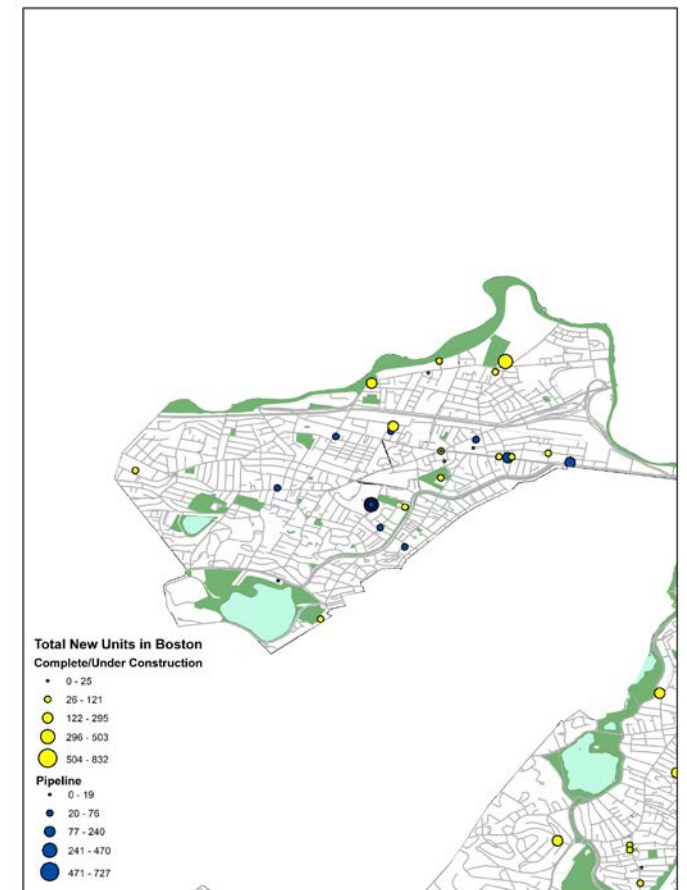 Total New Units in Boston
Complete/Under Construction
0 - 25
26 - 121
122 - 295
296 - 503
504 - 832
Pipeline
0 - 19
20 - 76
77 - 240
241 - 470
471 - 727